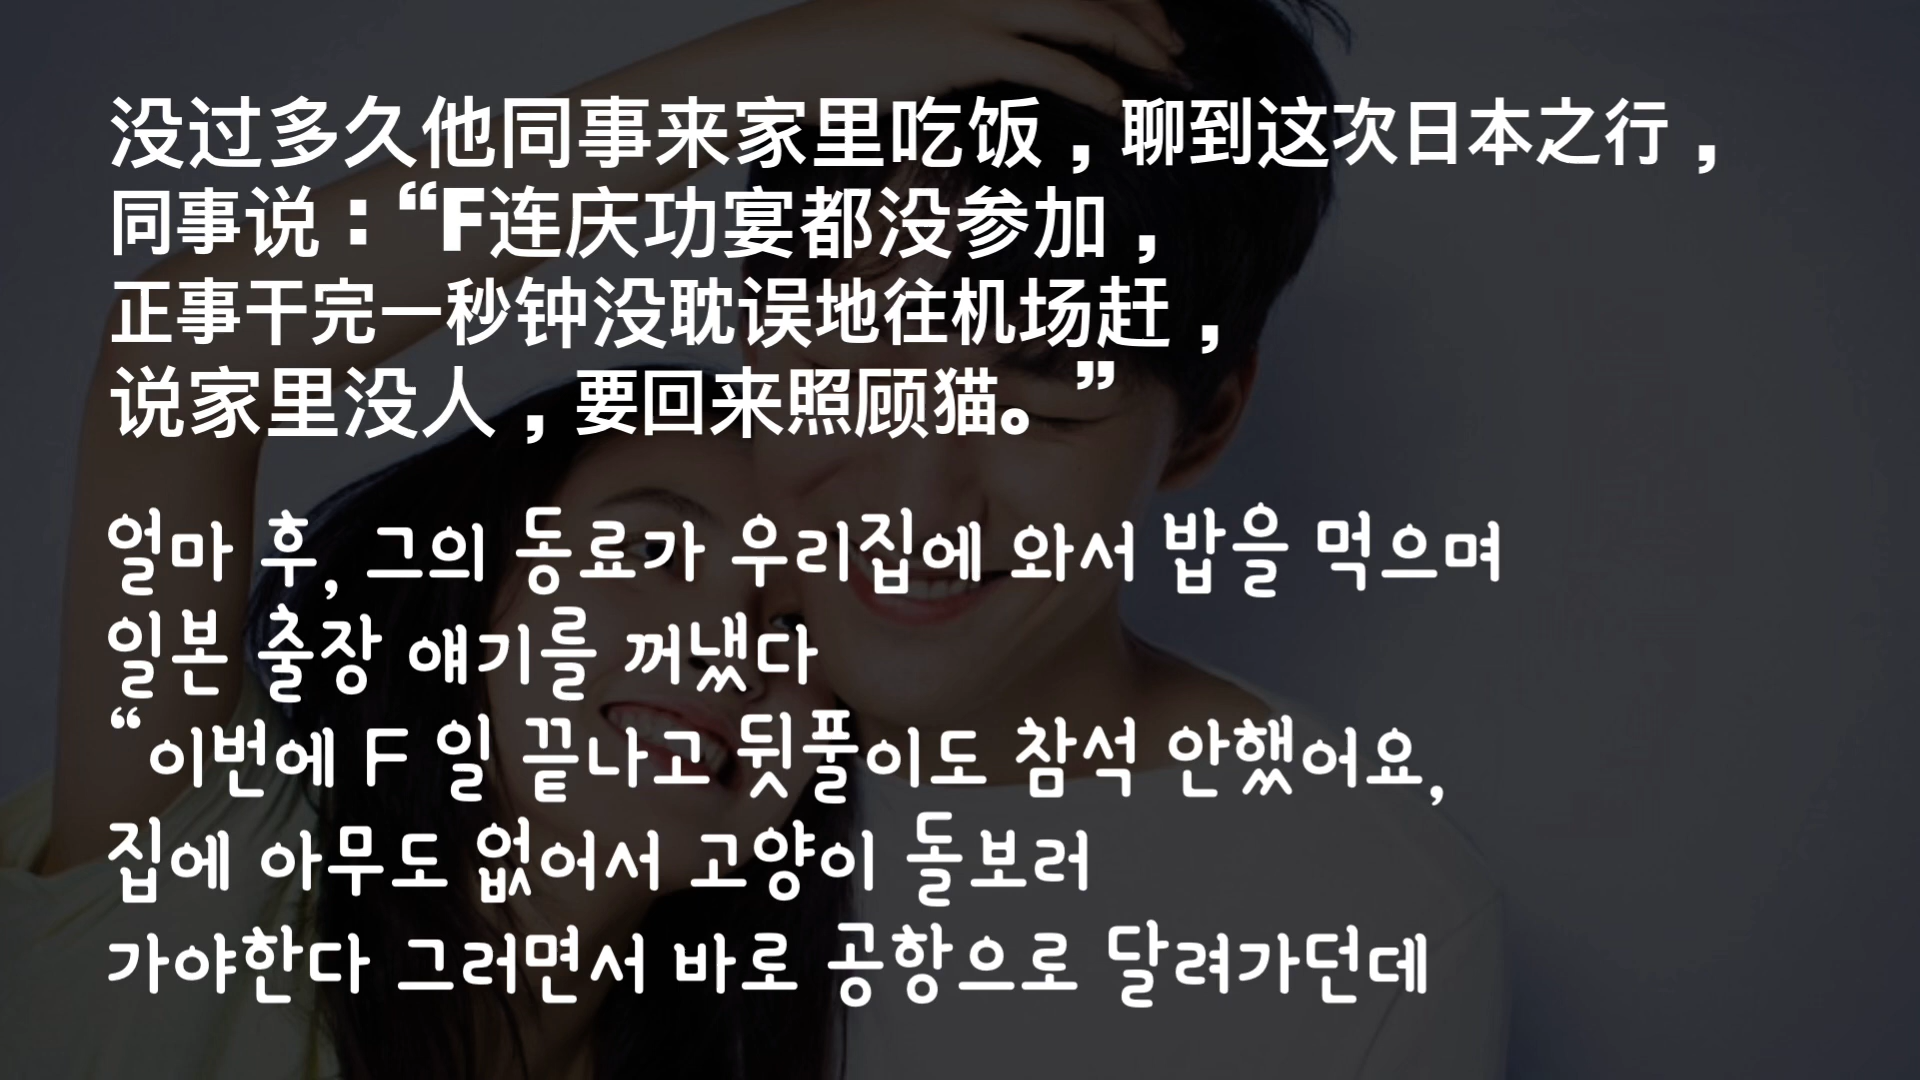 没过多久他同事来家里吃饭，聊到这次日本之行，
同事说：“F连庆功宴都没参加，
正事干完一秒钟没耽误地往机场赶，
说家里没人，要回来照顾猫。”
얼마 후, 그의 동료가 우리집에 와서 밥을 먹으며
일본 출장 얘기를 꺼냈다
“이번에 F 일 끝나고 뒷풀이도 참석 안했어요,
집에 아무도 없어서 고양이 돌보러
가야한다 그러면서 바로 공항으로 달려가던데